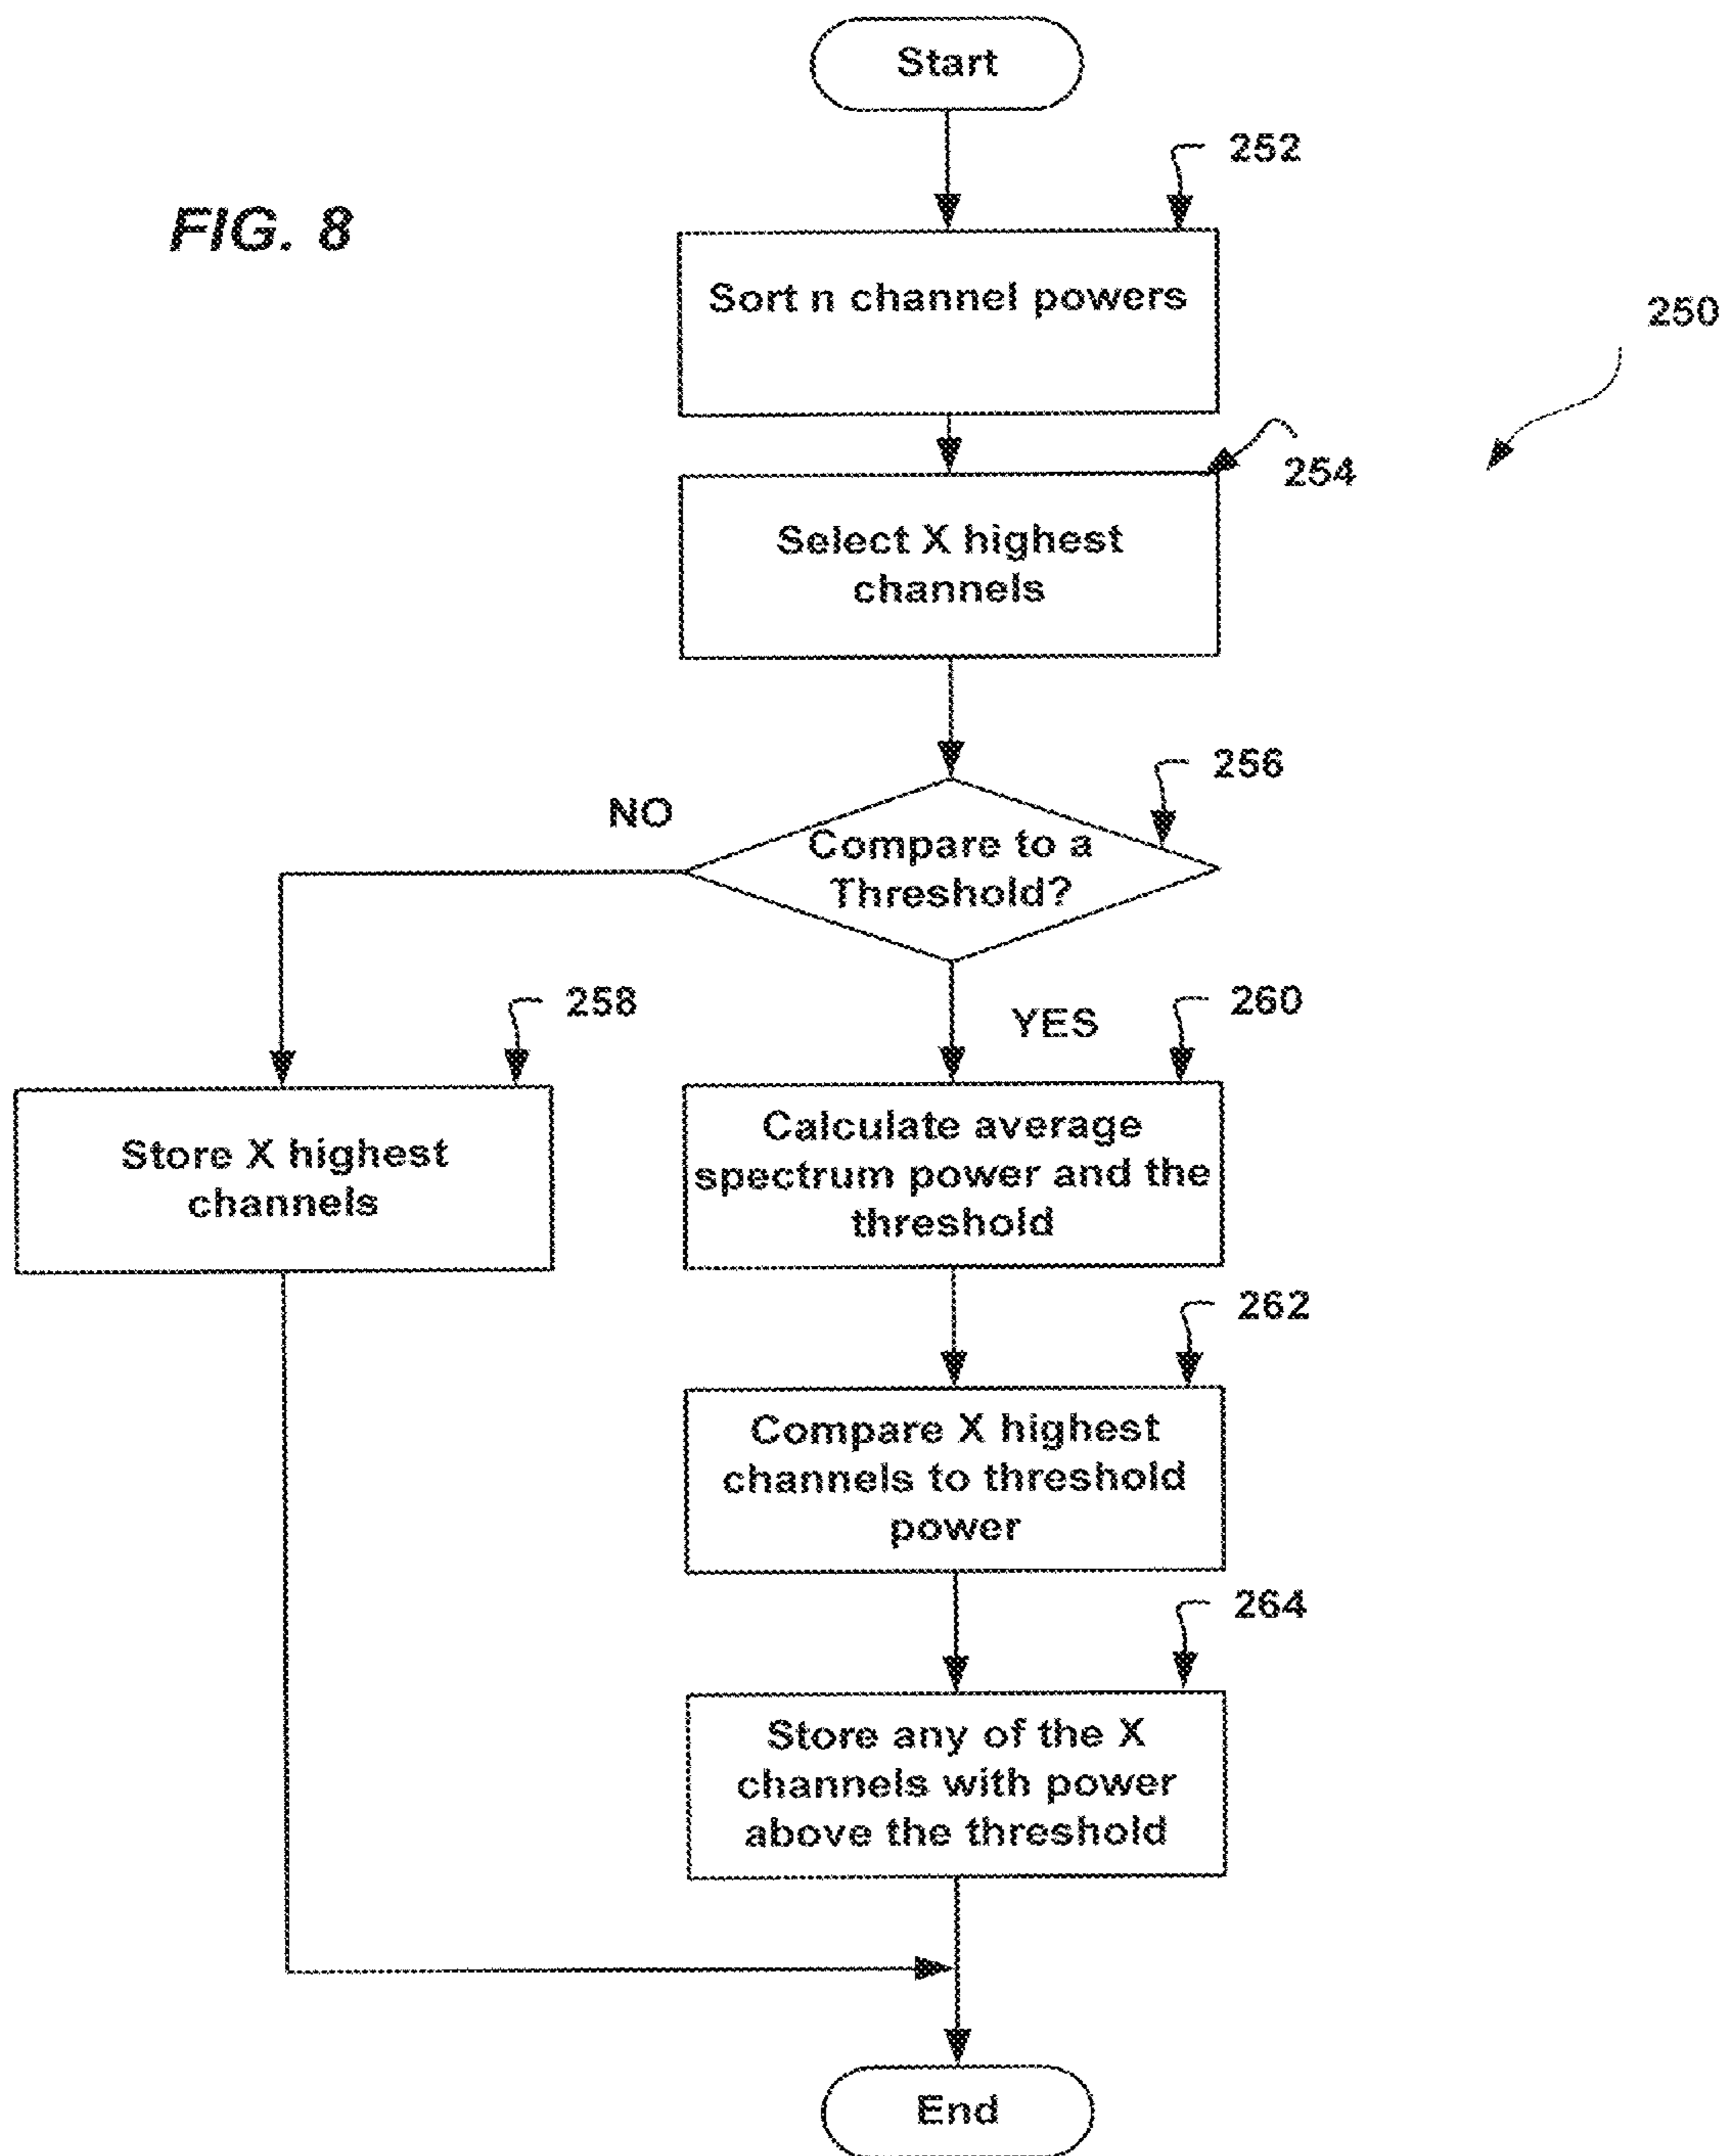 Start
252
FIG. 8
Sort n channel powers
250
254
Select X highest
channels
256
NO
Compare to a
Threshold?
258
260
YES
Store X highest
channels
Calculate average
spectrum power and the
threshold
262
Compare X highest
channels to threshold
power
264
Store any of the X
channels with power
above the threshold
End